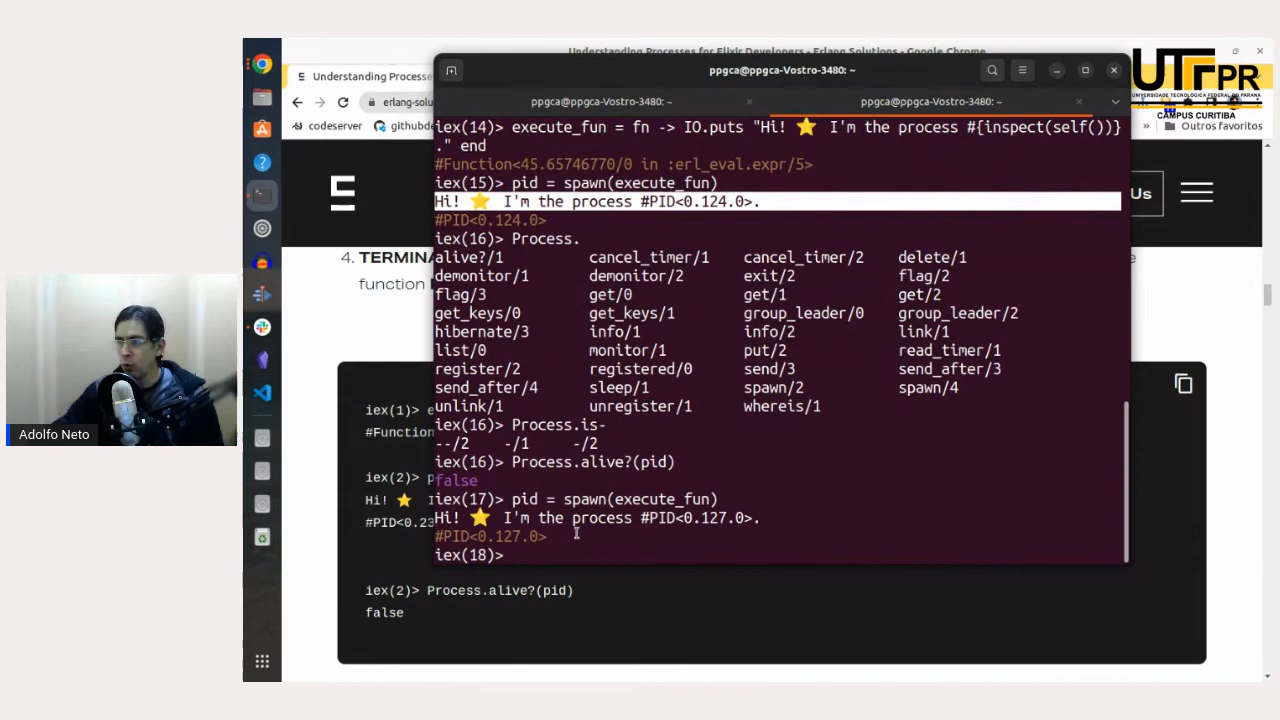 Understanding Processes for Elixir Developers - Erlang Solutions - Google Chrome
Understanding Processe
ppgca@ppgca-Vostro-3480: ~
ppgca@ppgca-Vostro-3480: ~
ppgca@ppgca-Vostro-3480: ~
erlang-solu
codeserver
githubde
Outros favoritos
UTFPR
UNIVERSIDADE TECNOLÓGICA FEDERAL DO PARANÁ
CAMPUS CURITIBA
Us
4. TERMINA
function
iex(14)> execute_fun = fn -> IO.puts "Hi! ⭐ I'm the process #{inspect(self())}
." end
#Function<45.65746770/0 in :erl_eval.expr/5>
iex(15)> pid = spawn(execute_fun)
Hi! ⭐ I'm the process #PID<0.124.0>.
#PID<0.124.0>
iex(16)> Process.
alive?/1 cancel_timer/1 cancel_timer/2 delete/1
demonitor/1 demonitor/2 exit/2 flag/2
flag/3 get/0 get/1 get/2
get_keys/0 get_keys/1 group_leader/0 group_leader/2
hibernate/3 info/1 info/2 link/1
list/0 monitor/1 put/2 read_timer/1
register/2 registered/0 send/3 send_after/3
send_after/4 sleep/1 spawn/2 spawn/4
unlink/1 unregister/1 whereis/1
iex(16)> Process.is-
--/2 -/1 -/2
iex(16)> Process.alive?(pid)
false
iex(17)> pid = spawn(execute_fun)
Hi! ⭐ I'm the process #PID<0.127.0>.
#PID<0.127.0>
iex(18)>
iex(1)> e
#Function
iex(2)> p
Hi! ⭐ I
#PID<0.23
iex(2)> Process.alive?(pid)
false
Adolfo Neto